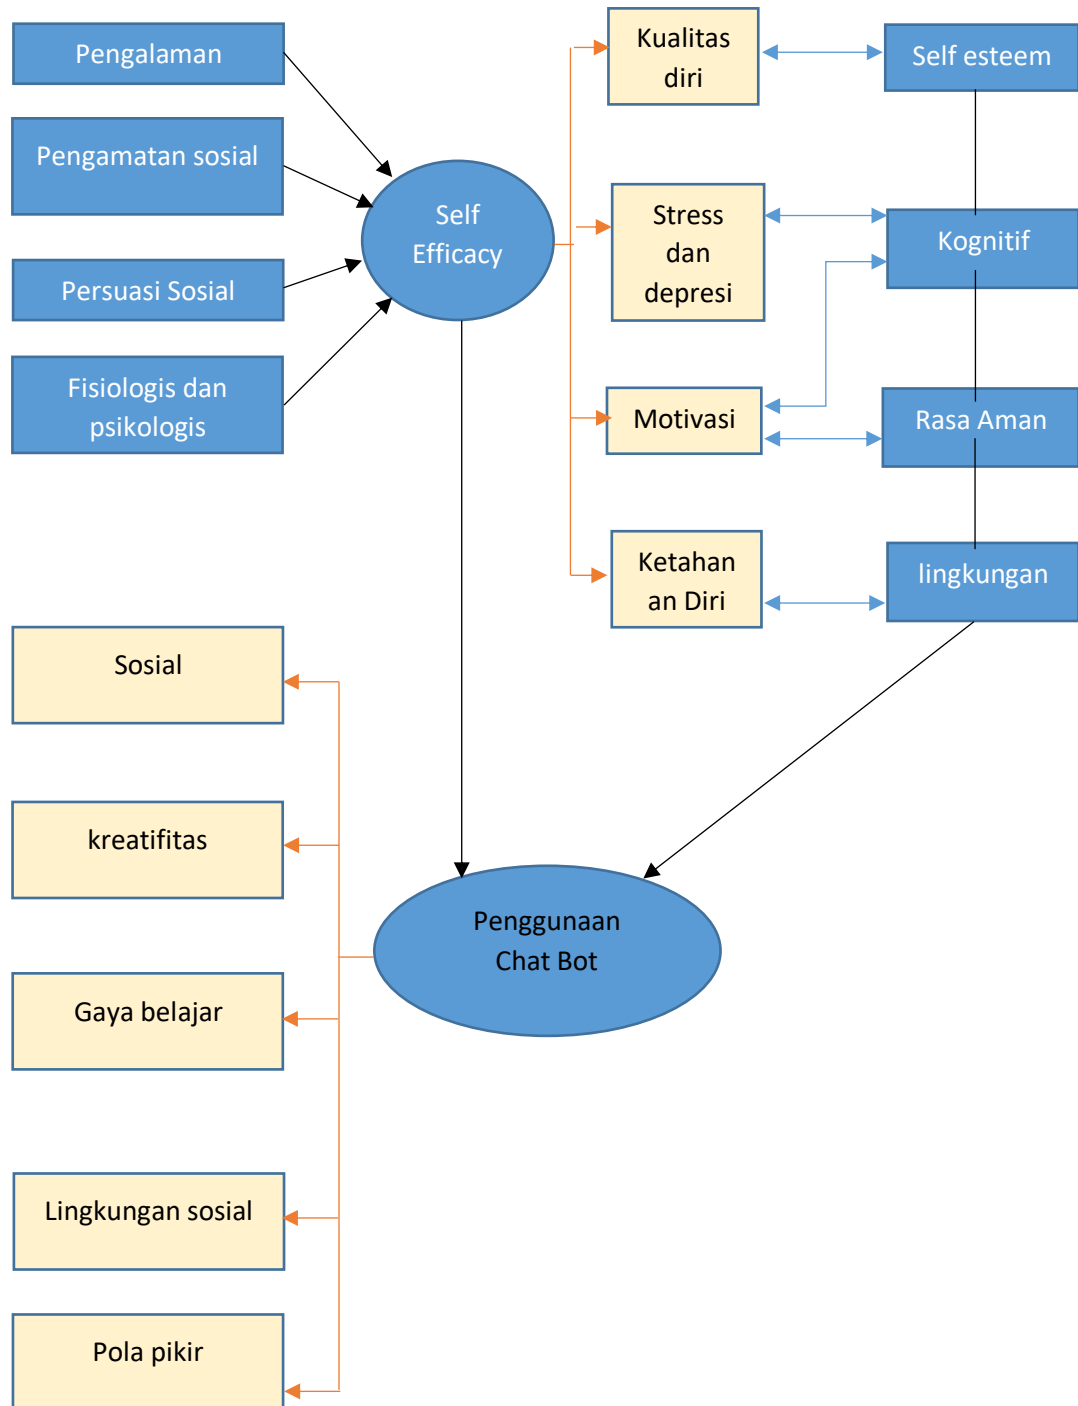 Pengalaman
Pengamatan sosial
Persuasi Sosial
Fisiologis dan
psikologis
Self
Efficacy
Kualitas
diri
Stress
dan
depresi
Motivasi
Ketahan
an Diri
Self esteem
Kognitif
Rasa Aman
lingkungan
Sosial
kreatifitas
Gaya belajar
Lingkungan sosial
Pola pikir
Penggunaan
Chat Bot